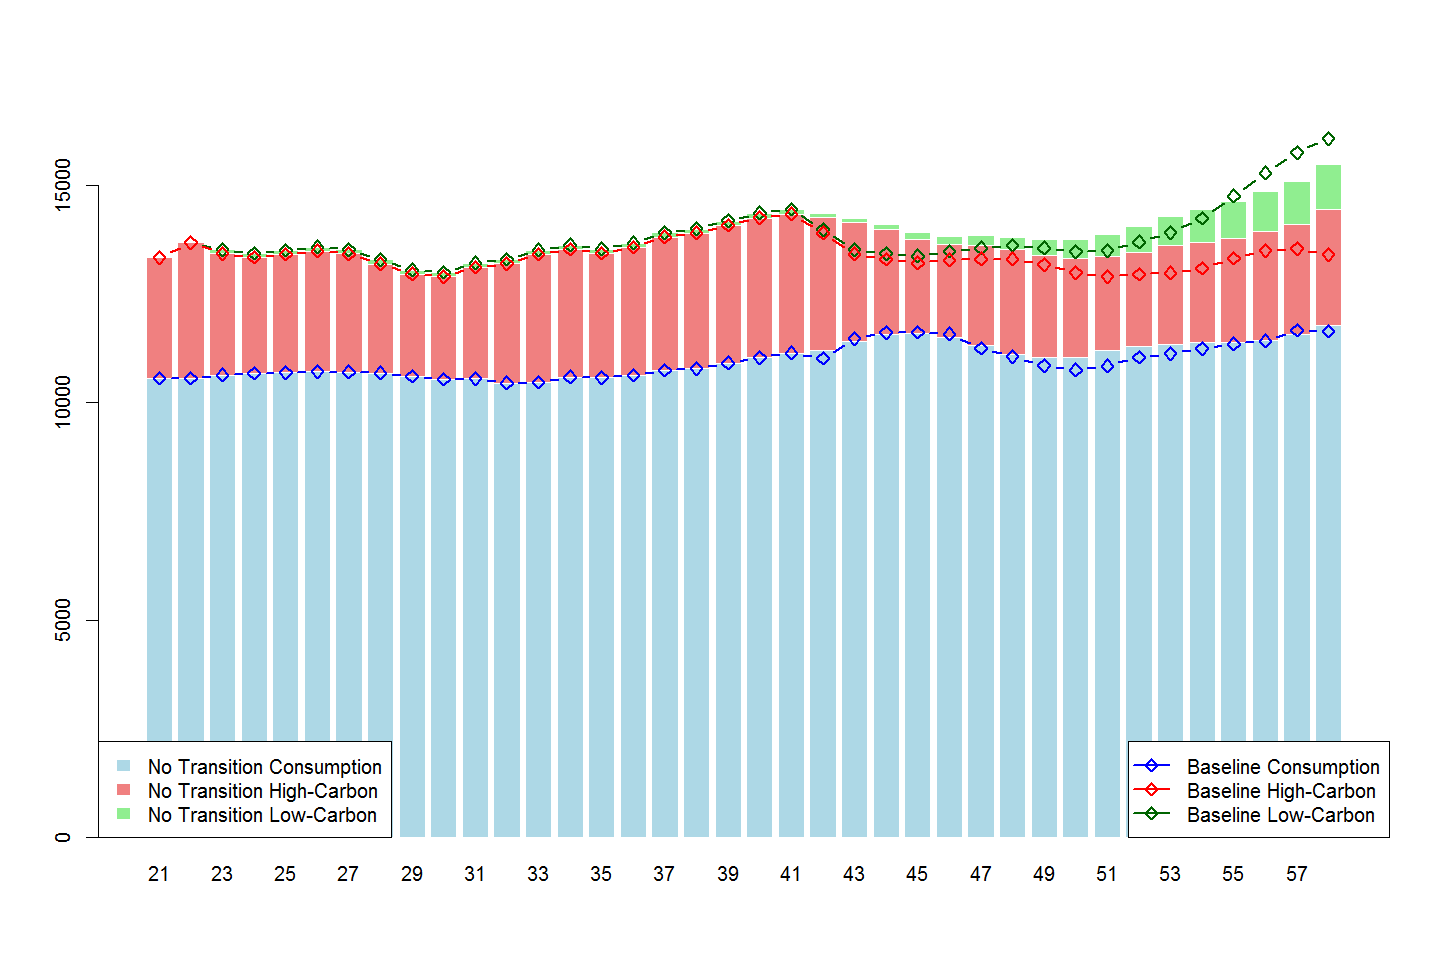 15000
10000
5000
0
No Transition Consumption
No Transition High-Carbon
No Transition Low-Carbon
Baseline Consumption
Baseline High-Carbon
Baseline Low-Carbon
21 23 25 27 29 31 33 35 37 39 41 43 45 47 49 51 53 55 57